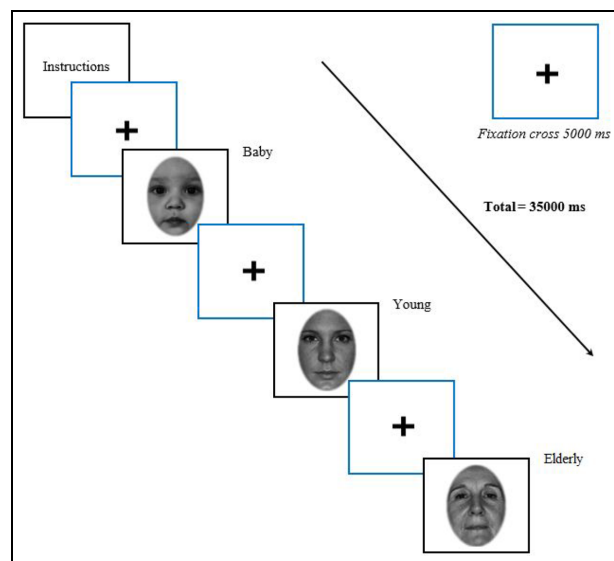 Instructions
Fixation cross 5000 ms
Baby
Total = 35000 ms
Young
Elderly